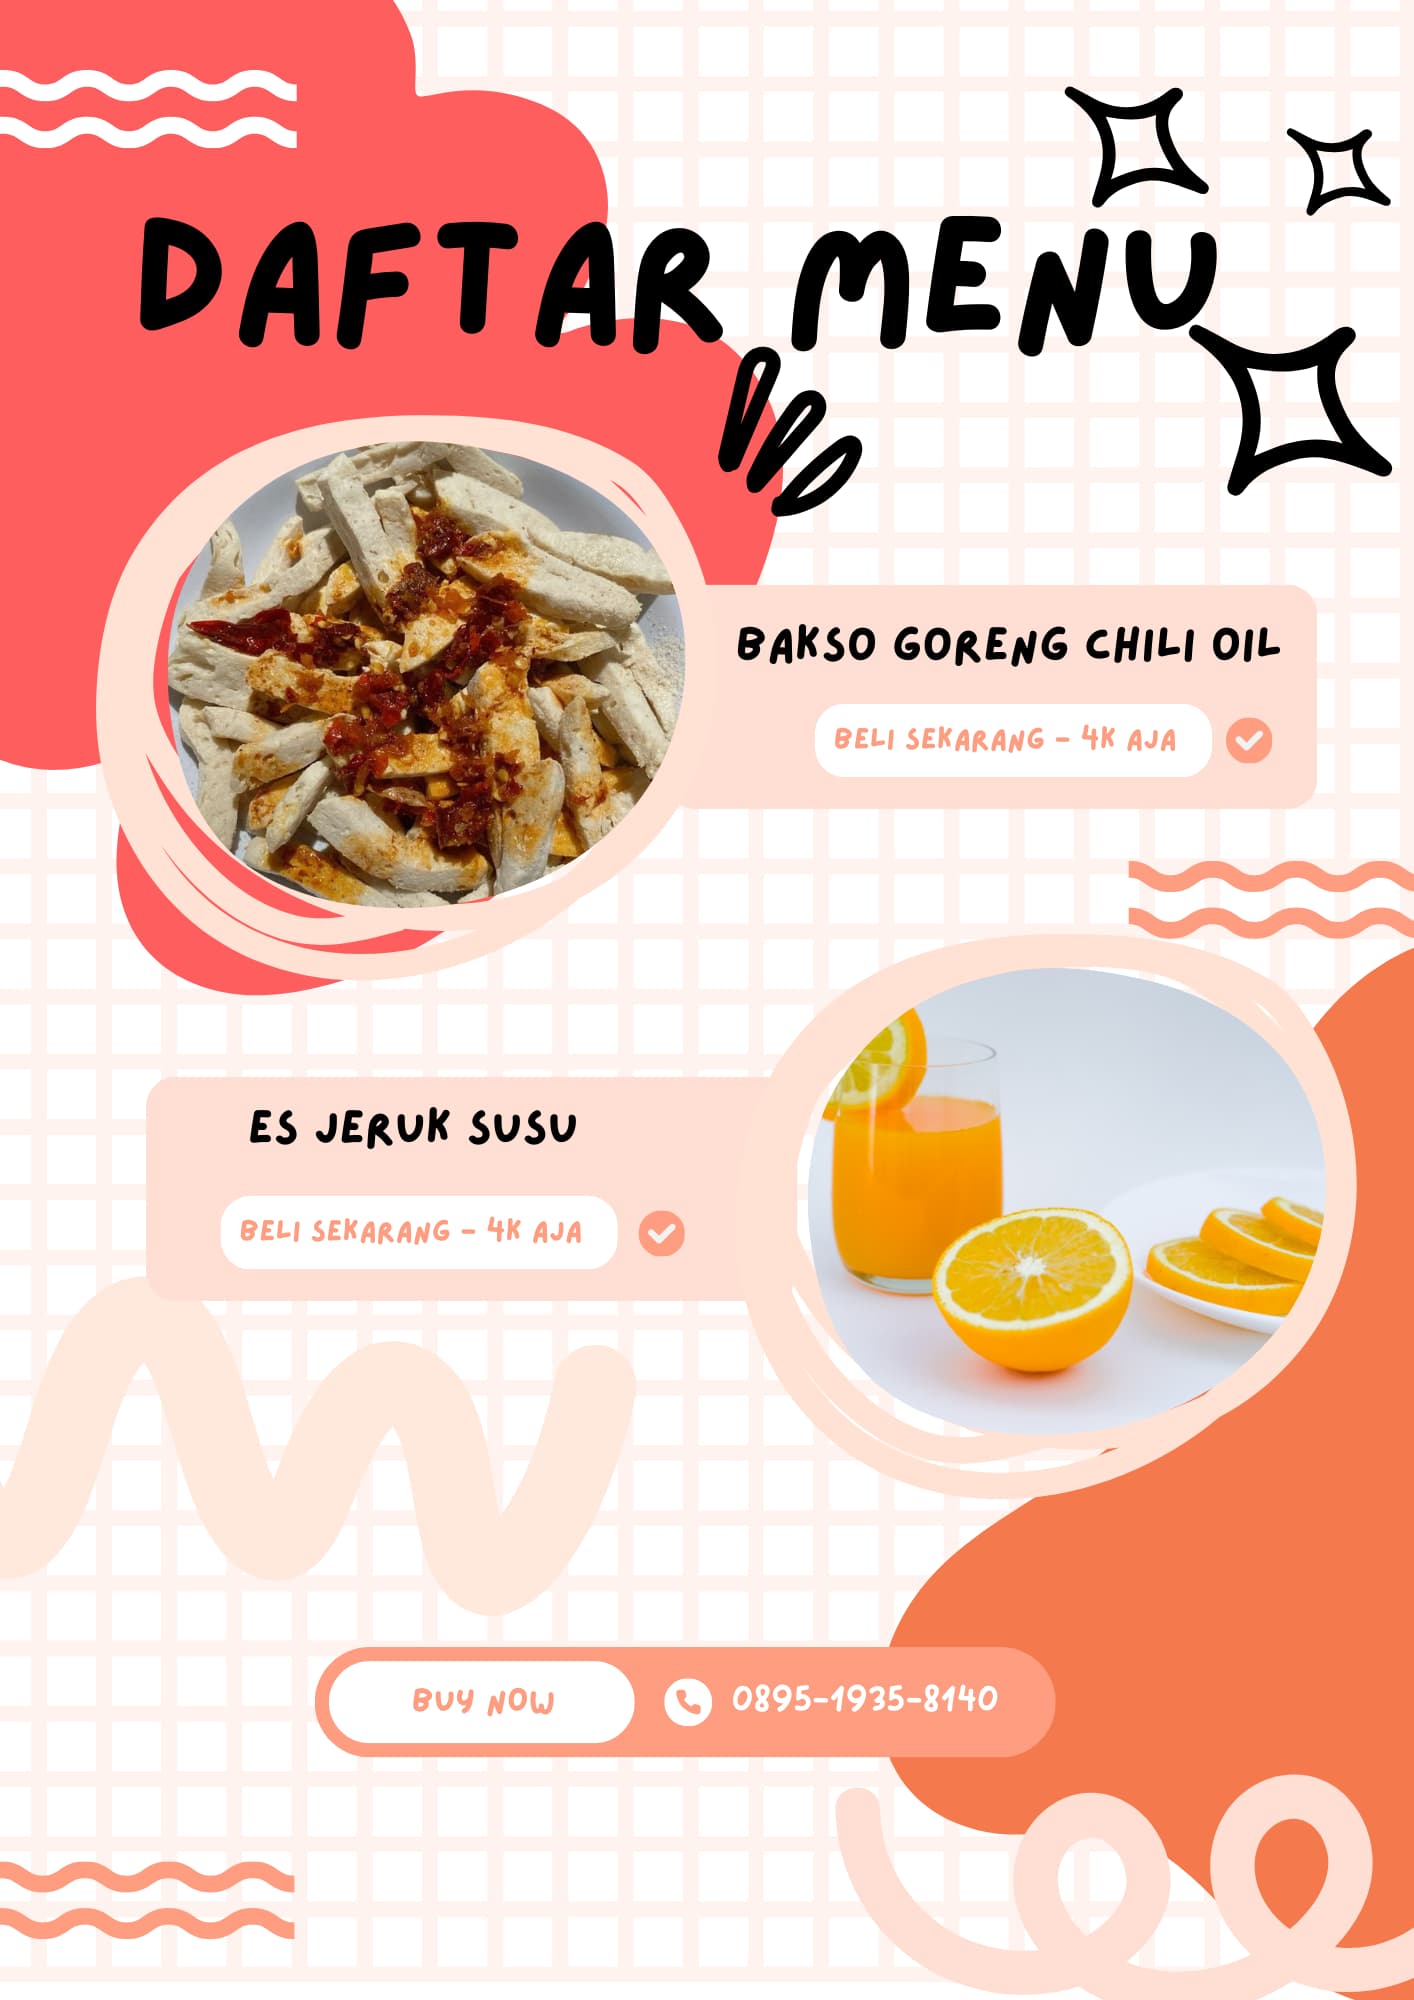 DAFTAR MENU
BAKSO GORENG CHILI OIL
BELI SEKARANG - 4K AJA
ES JERUK SUSU
BELI SEKARANG - 4K AJA
BUY NOW
0895-1935-8140